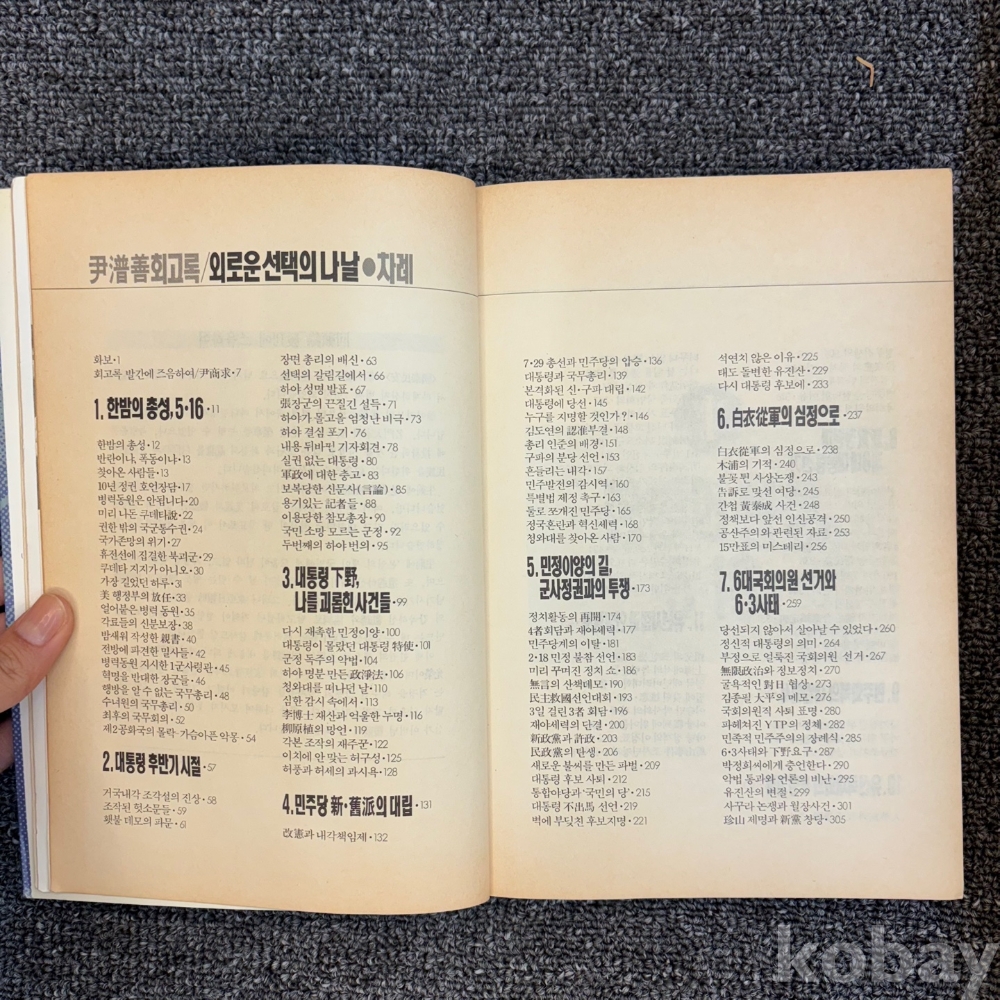 尹潽善회고록/외로운 선택의 나날●차례
화보·1
회고록 발간에 즈음하여/尹商求·7
1. 한밤의 총성, 5·16·11
한밤의 총성·12
반란이냐, 폭동이냐·13
찾아온 사람들·13
10년 정권 호언장담·17
병력동원은 안됩니다·20
미리 나돈 쿠데타說·22
권한 밖의 국군통수권·24
국가존망의 위기·27
휴전선에 집결한 북괴군·29
쿠데타 지지가 아니오·30
가장 길었던 하루·31
美 행정부의 放任·33
얼어붙은 병력 동원·35
각료들의 신분보장·38
밤새워 작성한 親書·40
전방에 파견한 밀사들·42
병력동원 지시한 1군사령관·45
혁명을 반대한 장군들·46
행방을 알 수 없는 국무총리·48
수녀원의 국무총리·50
최후의 국무회의·52
제2공화국의 몰락·가슴아픈 악몽·54
2. 대통령 후반기 시절·57
거국내각 조각설의 진상·58
조작된 헛소문들·59
횃불 데모의 파문·61
장면 총리의 배신·63
선택의 갈림길에서·66
하야 성명 발표·67
張장군의 끈질긴 설득·71
하야가 몰고올 엄청난 비극·73
하야 결심 포기·76
내용 뒤바뀐 기자회견·78
실권 없는 대통령·80
軍政에 대한 충고·83
보복당한 신문사(言論)·85
용기있는 記者들·88
이용당한 참모총장·90
국민 소망 모르는 군정·92
두번째의 하야 번의·95
3. 대통령 下野,
나를 괴롭힌 사건들·99
다시 재촉한 민정이양·100
대통령이 몰랐던 대통령 特使·101
군정 독주의 악법·104
하야 명분 만든 政淨法·106
청와대를 떠나던 날·110
심한 감시 속에서·113
李博士 재산과 억울한 누명·116
柳原植의 망언·119
각본 조작의 재주꾼·122
이치에 안 맞는 허구성·125
허풍과 허세의 과시욕·128
4. 민주당 新·舊派의 대립·131
改憲과 내각책임제·132
7·29 총선과 민주당의 압승·136
대통령과 국무총리·139
본격화된 신·구파 대립·142
대통령에 당선·145
누구를 지명할 것인가?·146
김도연의 認准부결·148
총리 인준의 배경·151
구파의 분당 선언·153
흔들리는 내각·157
민주발전의 감시역·160
특별법 제정 촉구·163
둘로 쪼개진 민주당·165
정국혼란과 혁신세력·168
청와대를 찾아온 사람·170
5. 민정이양의 길,
군사정권과의 투쟁·173
정치활동의 再開·174
4者회담과 재야세력·177
민주당계의 이탈·181
2·18 민정 불참 선언·183
미리 꾸며진 정치 쇼·186
無言의 산책데모·190
民主救國선언대회·193
3일 걸린 3者 회담·196
재야세력의 단결·200
新政黨과 許政·203
民政黨의 탄생·206
새로운 불씨를 만든 파벌·209
대통령 후보 사퇴·212
통합야당과 ‘국민의 당’·215
대통령 不出馬 선언·219
벽에 부딪친 후보지명·221
석연치 않은 이유·225
태도 돌변한 유진산·229
다시 대통령 후보에·233
6. 白衣從軍의 심정으로·237
白衣從軍의 심정으로·238
木浦의 기적·240
불꽃 튄 사상논쟁·243
告訴로 맞선 여당·245
간첩 黃泰成 사건·248
정책보다 앞선 인신공격·250
공산주의와 관련된 자료·253
15만표의 미스테리·256
7. 6대국회의원 선거와
6·3사태·259
당선되지 않아서 살아날 수 있었다·260
정신적 대통령의 의미·264
부정으로 얼룩진 국회의원 선거·267
無限政治와 정보정치·270
굴욕적인 對日 협상·273
김종필 大平의 메모·276
국회의원직 사퇴 표명·280
파헤쳐진 YTP의 정체·282
민족적 민주주의의 장례식·285
6·3사태와 下野요구·287
박정희씨에게 충언한다·290
악법 통과와 언론의 비난·295
유진산의 변절·299
사꾸라 논쟁과 월장사건·301
珍山 제명과 新黨 창당·305
kobay